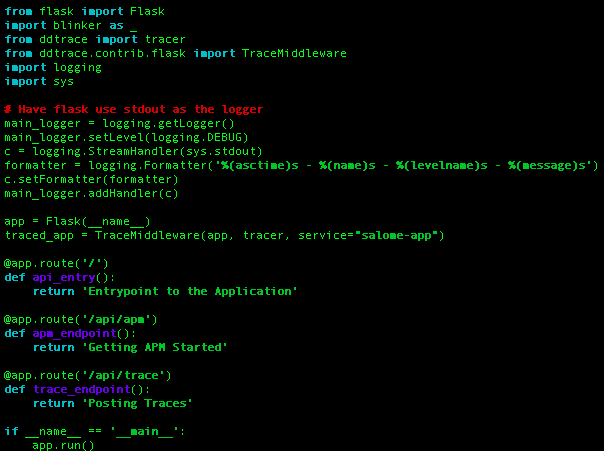 from flask import Flask
import blinker as _
from ddtrace import tracer
from ddtrace.contrib.flask import TraceMiddleware
import logging
import sys

# Have flask use stdout as the logger
main_logger = logging.getLogger()
main_logger.setLevel(logging.DEBUG)
c = logging.StreamHandler(sys.stdout)
formatter = logging.Formatter('%(asctime)s - %(name)s - %(levelname)s - %(message)s')
c.setFormatter(formatter)
main_logger.addHandler(c)

app = Flask(__name__)
traced_app = TraceMiddleware(app, tracer, service="salome-app")

@app.route('/')
def api_entry():
    return 'Entrypoint to the Application'

@app.route('/api/apm')
def apm_endpoint():
    return 'Getting APM Started'

@app.route('/api/trace')
def trace_endpoint():
    return 'Posting Traces'

if __name__ == '__main__':
    app.run()